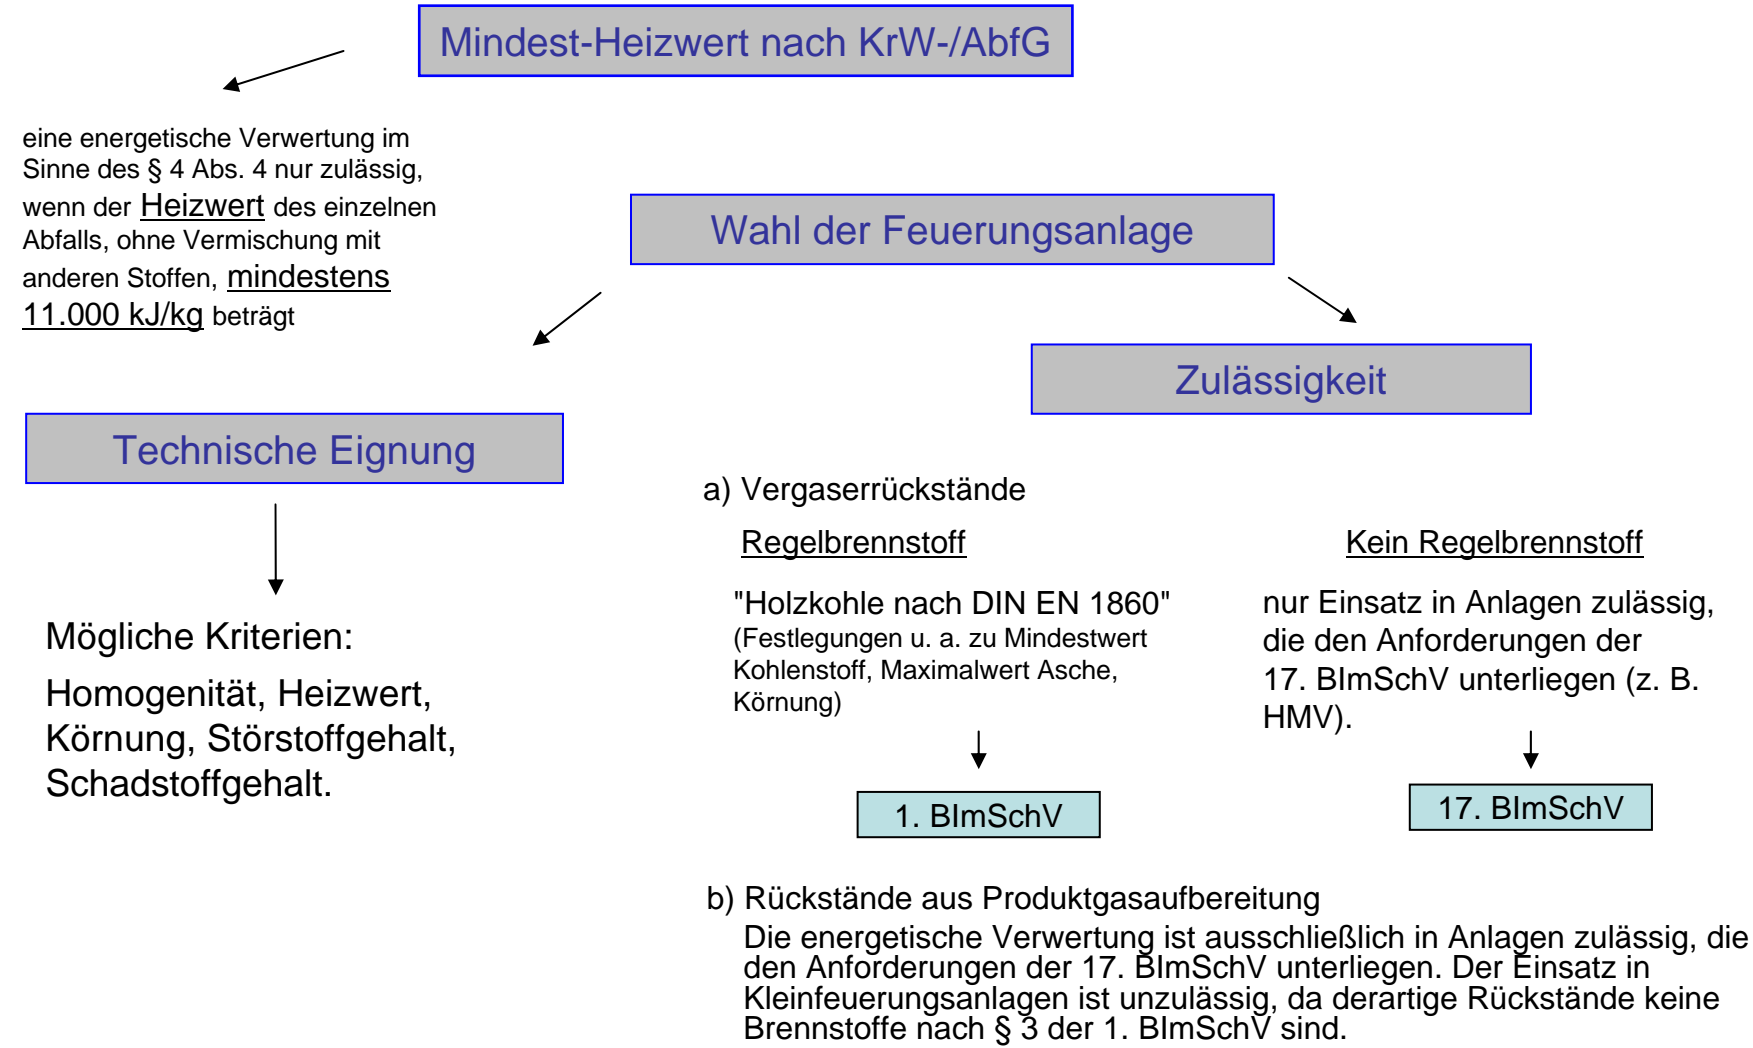 Mindest-Heizwert nach KrW-/AbfG
eine energetische Verwertung im
Sinne des § 4 Abs. 4 nur zulässig,
wenn der Heizwert des einzelnen
Abfalls, ohne Vermischung mit
anderen Stoffen, mindestens
11.000 kJ/kg beträgt
Wahl der Feuerungsanlage
Zulässigkeit
Technische Eignung
Mögliche Kriterien:
Homogenität, Heizwert,
Körnung, Störstoffgehalt,
Schadstoffgehalt.
a) Vergaserrückstände
Regelbrennstoff
"Holzkohle nach DIN EN 1860"
(Festlegungen u. a. zu Mindestwert
Kohlenstoff, Maximalwert Asche,
Körnung)
1. BImSchV
Kein Regelbrennstoff
nur Einsatz in Anlagen zulässig,
die den Anforderungen der
17. BImSchV unterliegen (z. B.
HMV).
17. BImSchV
b) Rückstände aus Produktgasaufbereitung
Die energetische Verwertung ist ausschließlich in Anlagen zulässig, die
den Anforderungen der 17. BImSchV unterliegen. Der Einsatz in
Kleinfeuerungsanlagen ist unzulässig, da derartige Rückstände keine
Brennstoffe nach § 3 der 1. BImSchV sind.